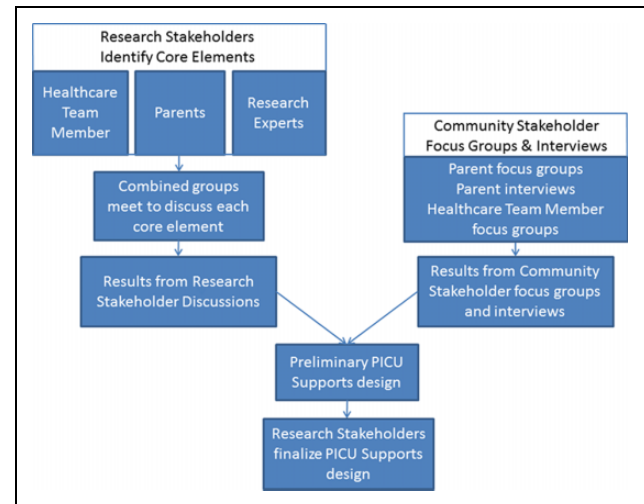 Research Stakeholders
Identify Core Elements
Healthcare
Team
Member
Parents
Research
Experts
Combined groups
meet to discuss each
core element
Results from Research
Stakeholder Discussions
Community Stakeholder
Focus Groups & Interviews
Parent focus groups
Parent interviews
Healthcare Team Member
focus groups
Results from Community
Stakeholder focus groups
and interviews
Preliminary PICU
Supports design
Research Stakeholders
finalize PICU Supports
design